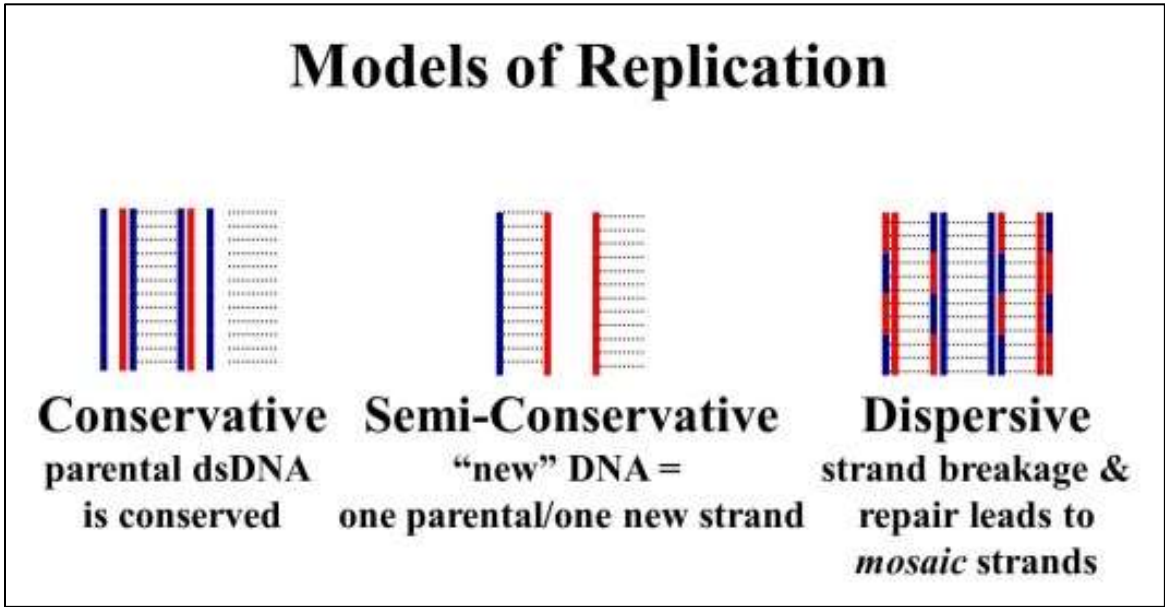 Models of Replication
Conservative
parental dsDNA
is conserved
Semi-Conservative
“new” DNA =
one parental/one new strand
Dispersive
strand breakage &
repair leads to
mosaic strands